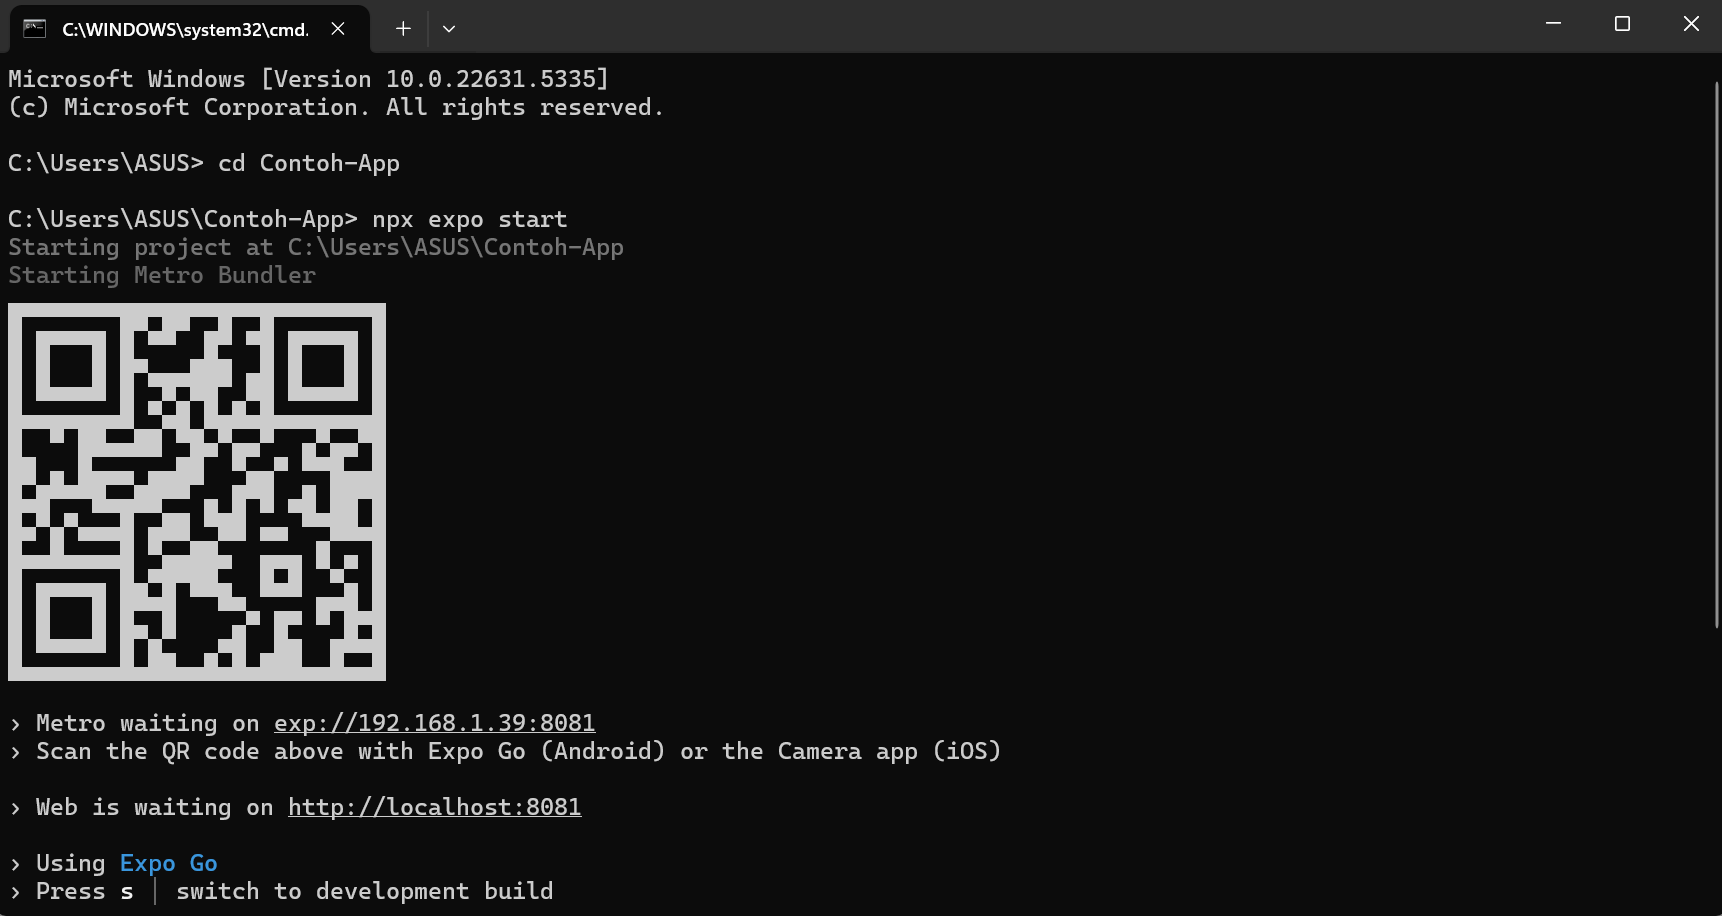 C:\WINDOWS\system32\cmd.
Microsoft Windows [Version 10.0.22631.5335]
(c) Microsoft Corporation. All rights reserved.
C:\Users\ASUS> cd Contoh-App
C:\Users\ASUS\Contoh-App> npx expo start
Starting project at C:\Users\ASUS\Contoh-App
Starting Metro Bundler
› Metro waiting on exp://192.168.1.39:8081
› Scan the QR code above with Expo Go (Android) or the Camera app (iOS)
› Web is waiting on http://localhost:8081
› Using Expo Go
› Press s │ switch to development build